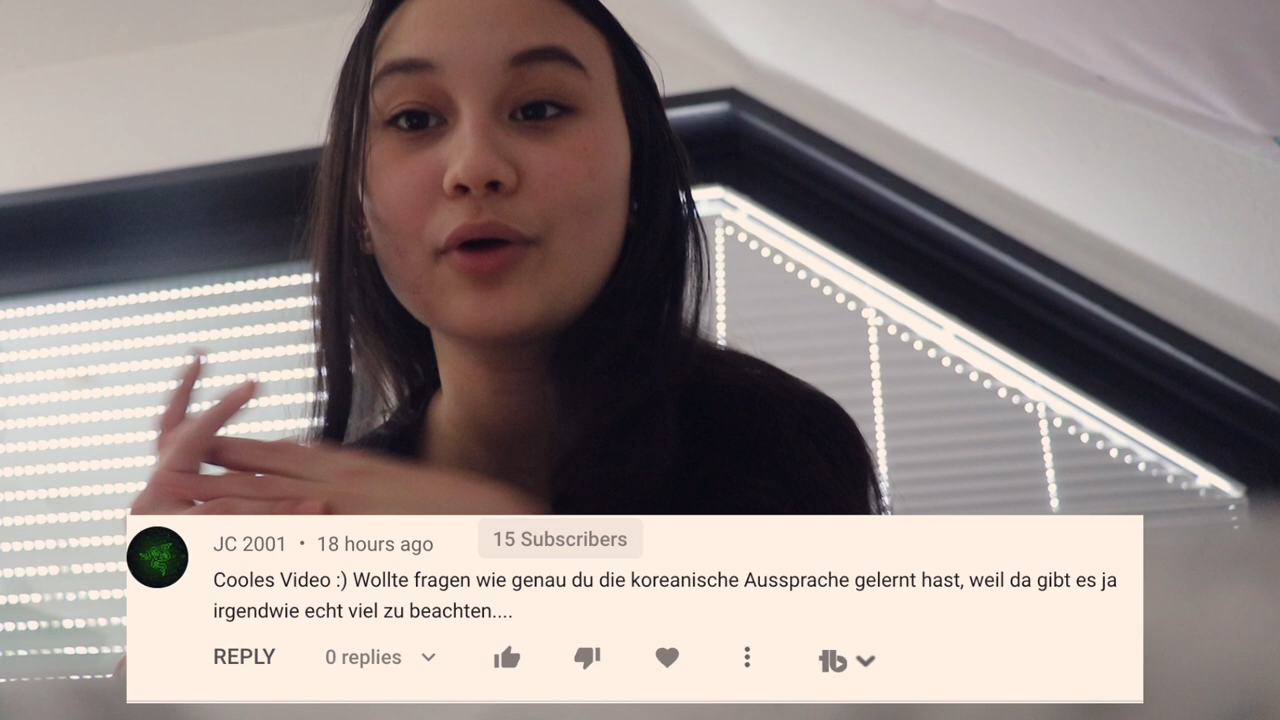 JC 2001 • 18 hours ago 15 Subscribers
Cooles Video :) Wollte fragen wie genau du die koreanische Aussprache gelernt hast, weil da gibt es ja
irgendwie echt viel zu beachten....
REPLY 0 replies